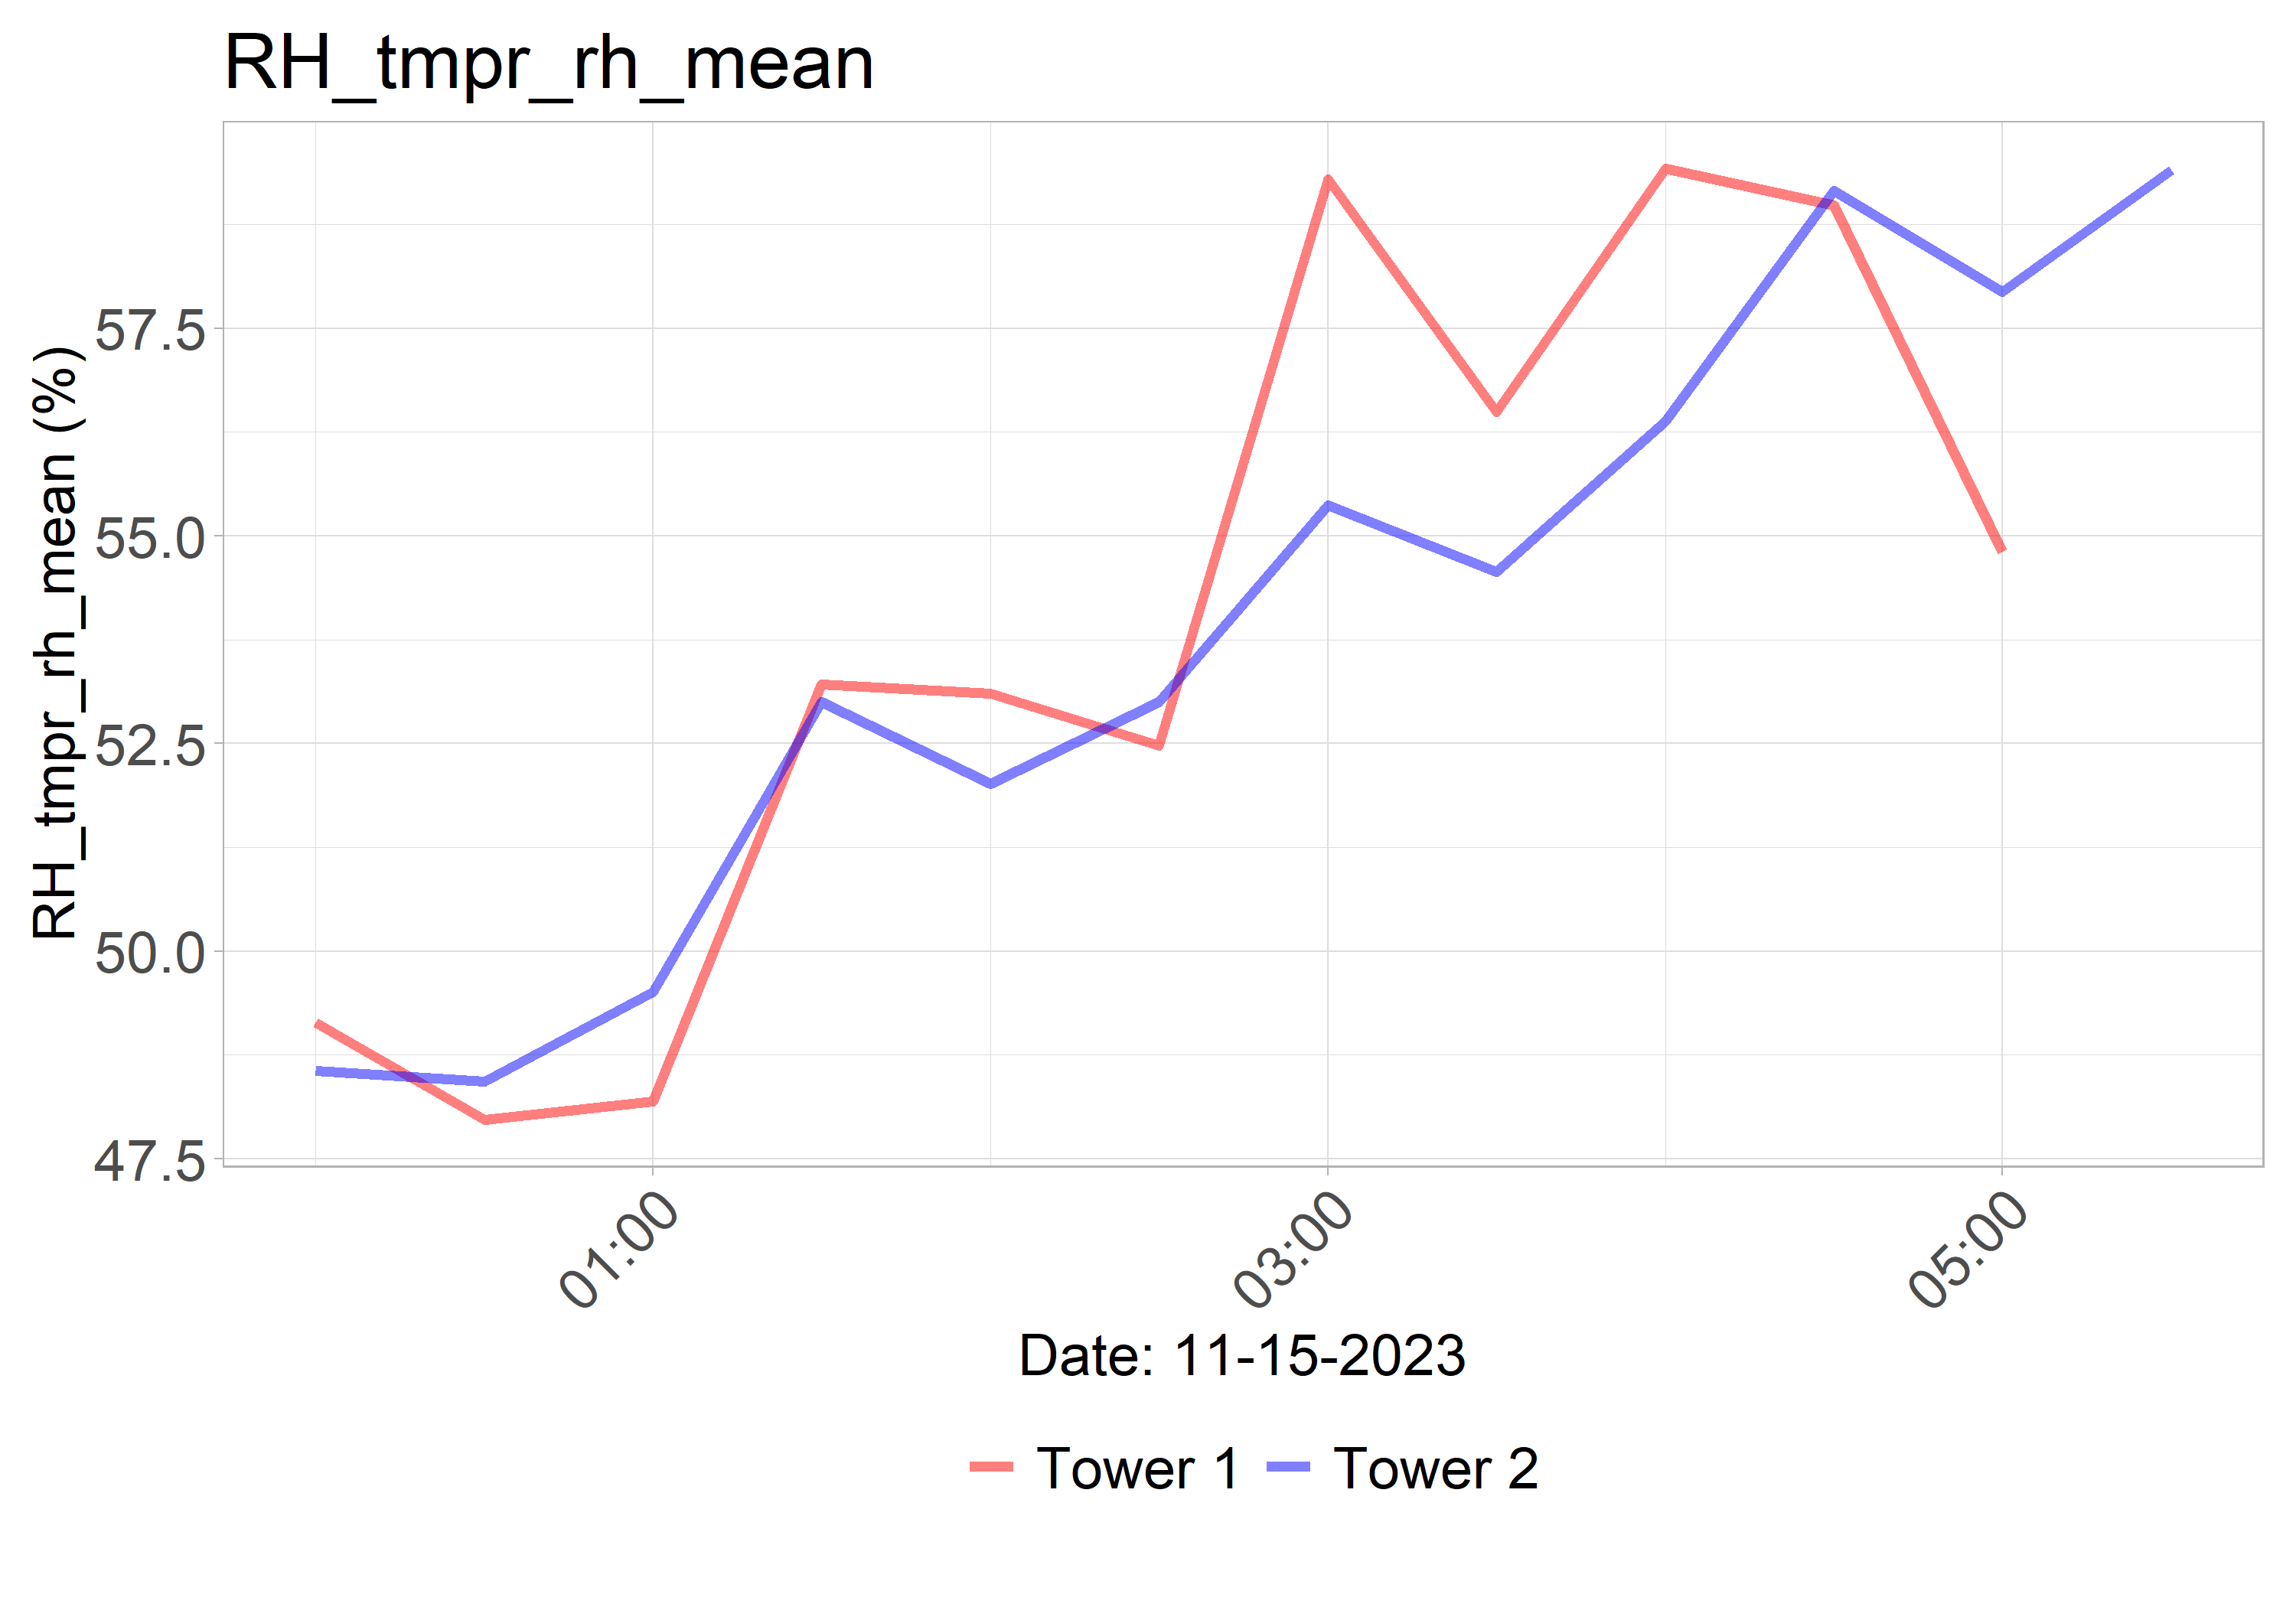 RH_tmpr_rh_mean
RH_tmpr_rh_mean (%)
57.5
55.0
52.5
50.0
47.5
01:00
03:00
05:00
Date: 11-15-2023
Tower 1
Tower 2